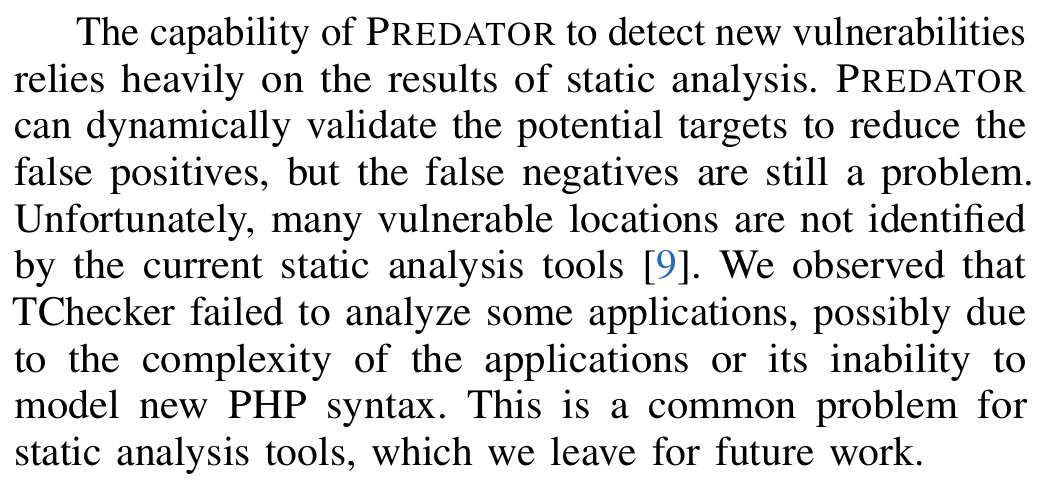 The capability of PREDATOR to detect new vulnerabilities
relies heavily on the results of static analysis. PREDATOR
can dynamically validate the potential targets to reduce the
false positives, but the false negatives are still a problem.
Unfortunately, many vulnerable locations are not identified
by the current static analysis tools [9]. We observed that
TChecker failed to analyze some applications, possibly due
to the complexity of the applications or its inability to
model new PHP syntax. This is a common problem for
static analysis tools, which we leave for future work.